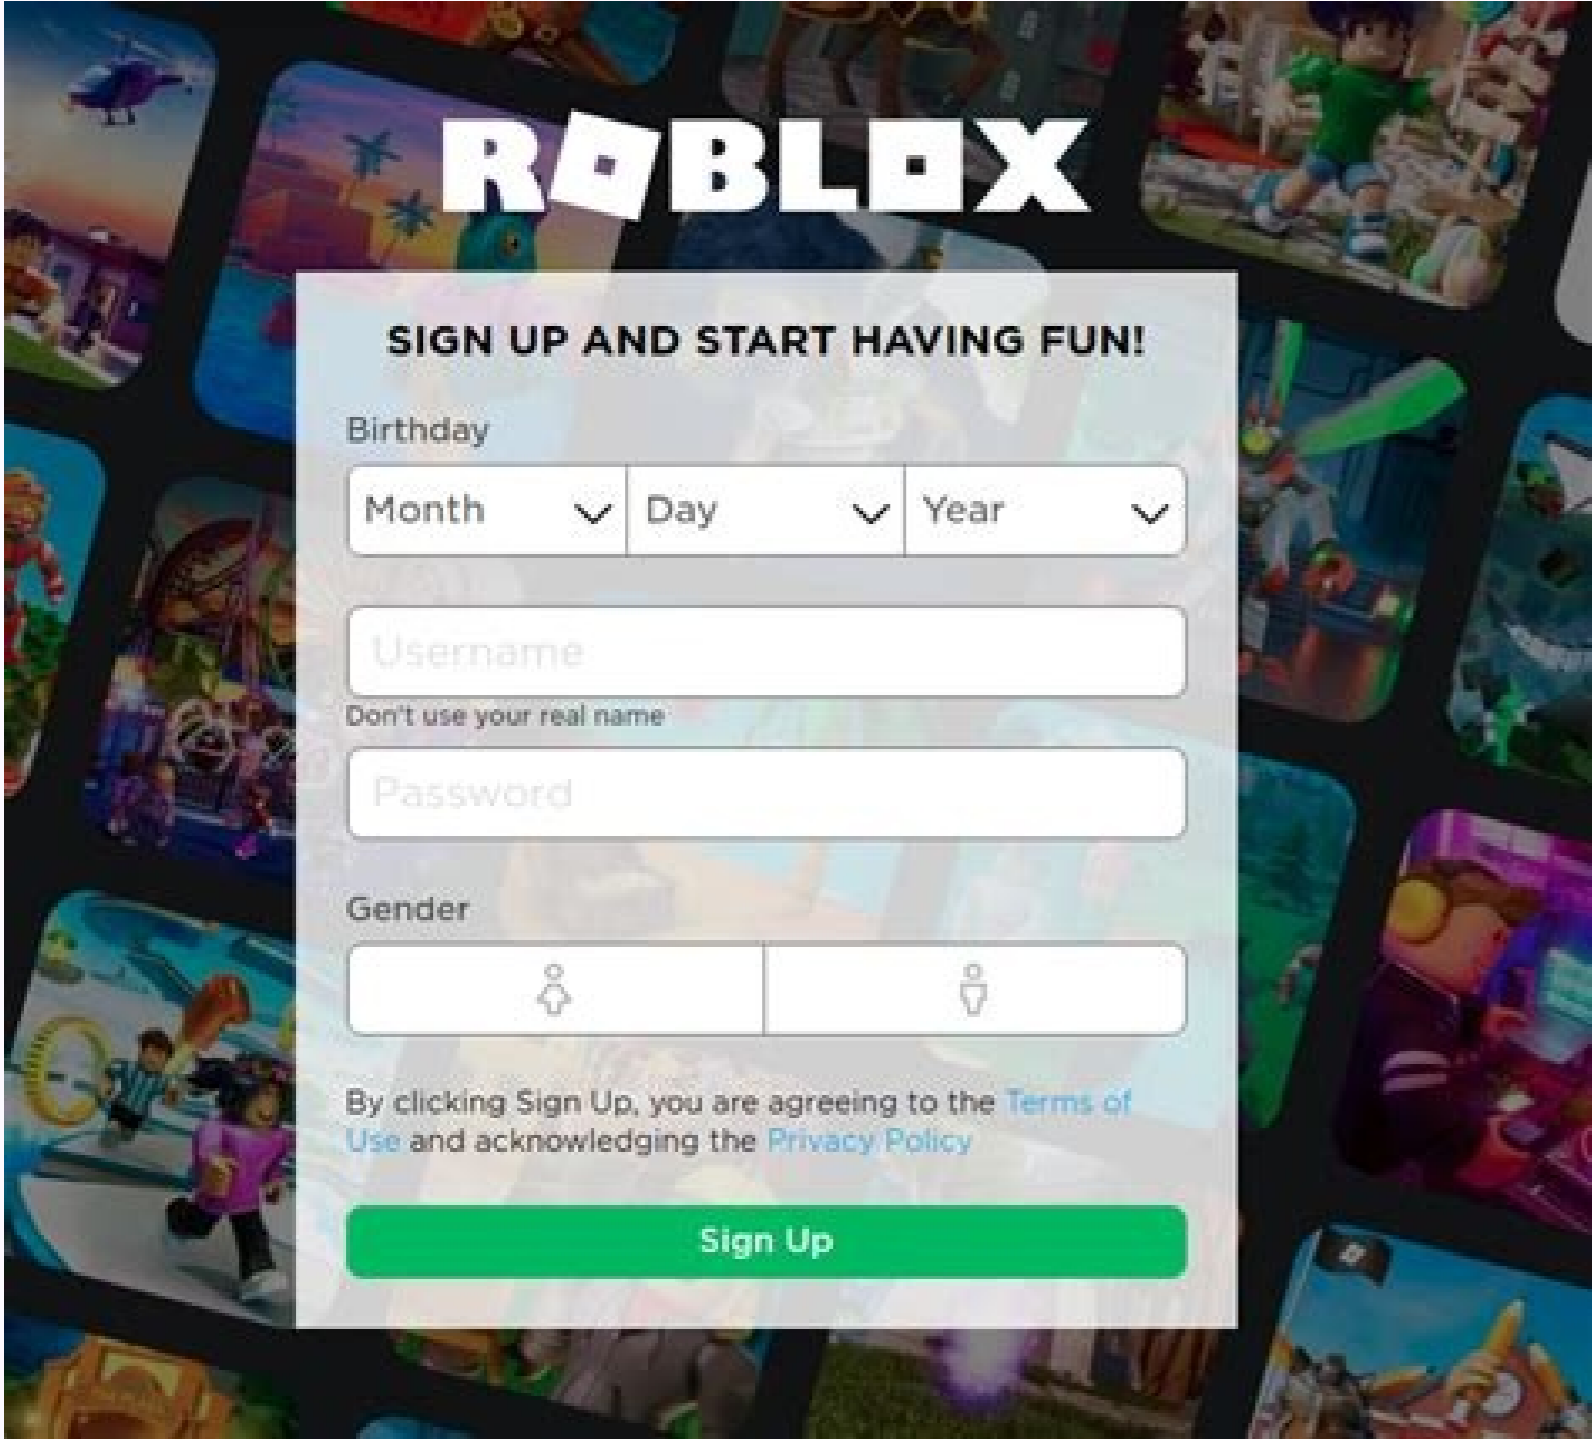 ROBLOX
SIGN UP AND START HAVING FUN!
Birthday
Month Day Year
Username
Don't use your real name
Password
Gender
By clicking Sign Up, you are agreeing to the Terms of
Use and acknowledging the Privacy Policy
Sign Up